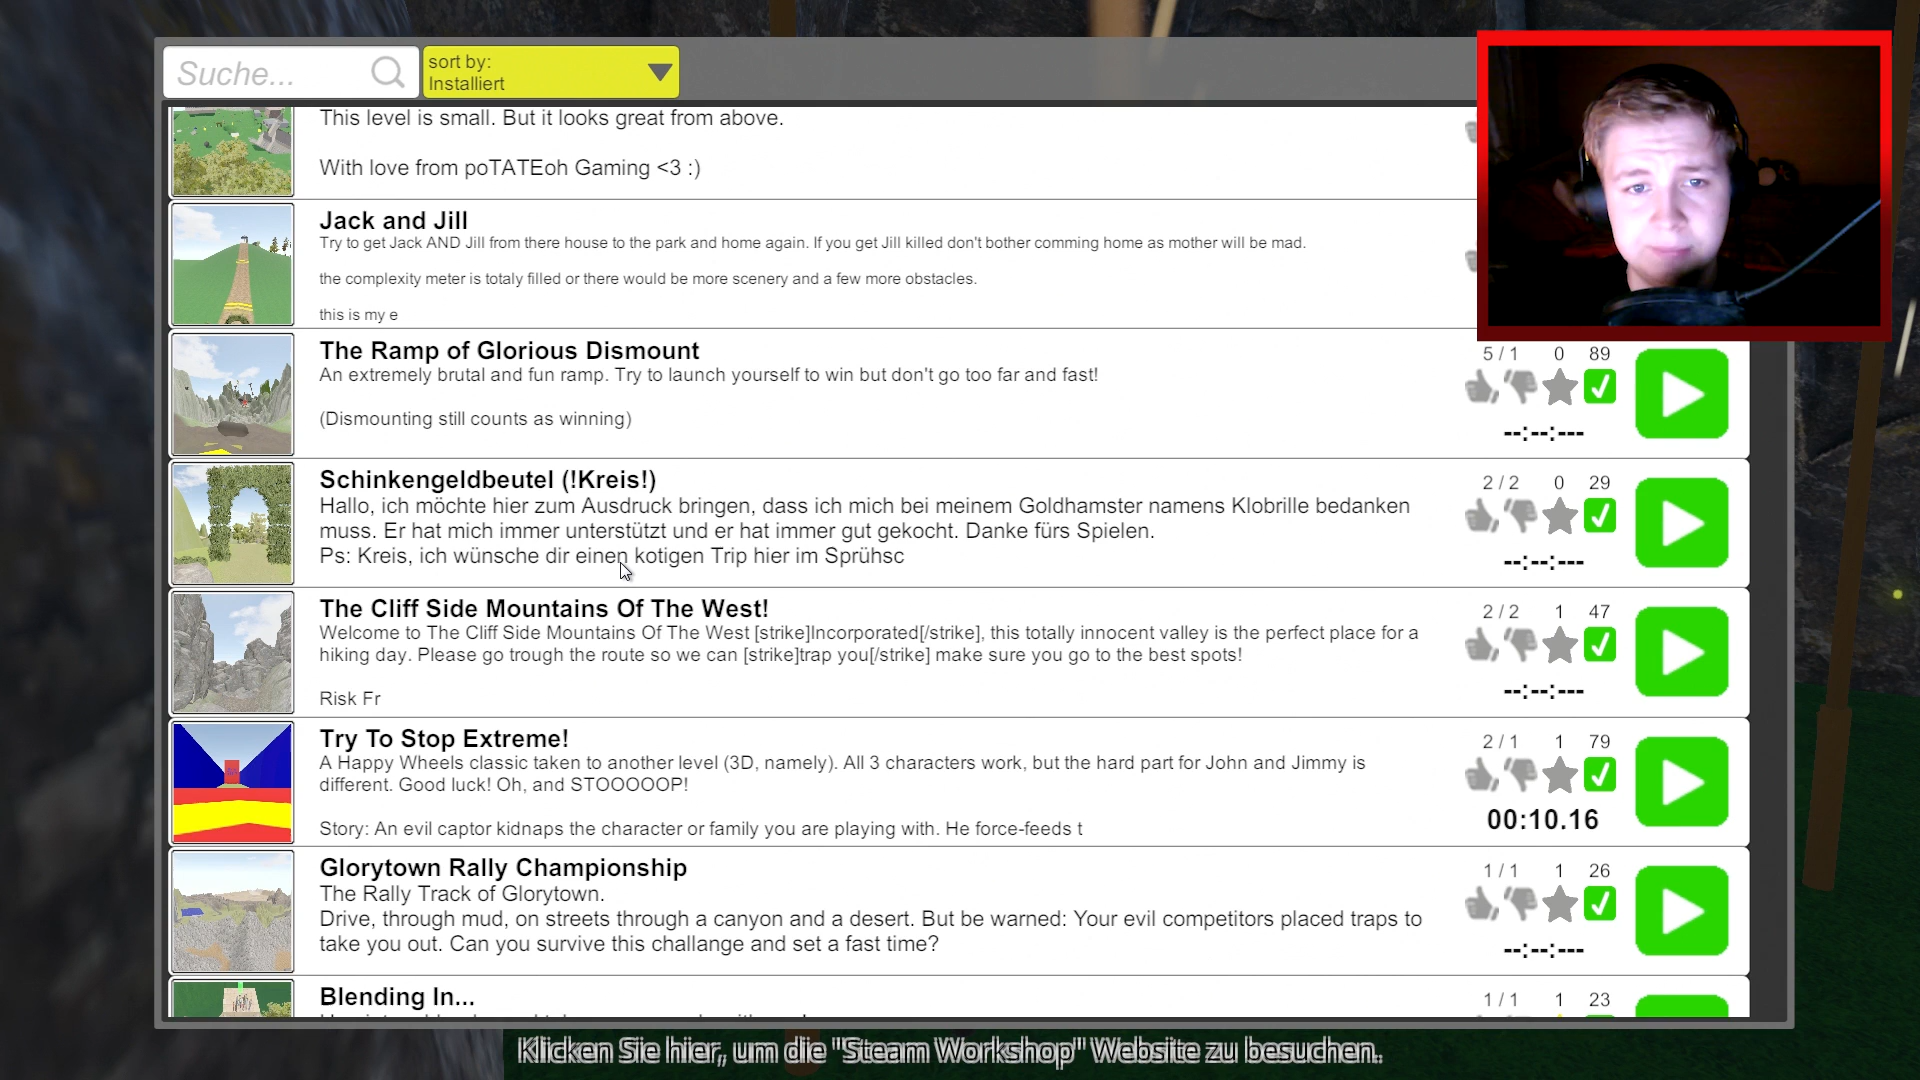 Suche...
sort by:
Installiert
This level is small. But it looks great from above.
With love from poTATEoh Gaming <3 :)
Jack and Jill
Try to get Jack AND Jill from there house to the park and home again. If you get Jill killed don't bother comming home as mother will be mad.
the complexity meter is totaly filled or there would be more scenery and a few more obstacles.
this is my e
The Ramp of Glorious Dismount
5 / 1 0 89
An extremely brutal and fun ramp. Try to launch yourself to win but don't go too far and fast!
(Dismounting still counts as winning)
--:--:---
Schinkengeldbeutel (!Kreis!)
2 / 2 0 29
Hallo, ich möchte hier zum Ausdruck bringen, dass ich mich bei meinem Goldhamster namens Klobrille bedanken
muss. Er hat mich immer unterstützt und er hat immer gut gekocht. Danke fürs Spielen.
Ps: Kreis, ich wünsche dir einen kotigen Trip hier im Sprühsc
--:--:---
The Cliff Side Mountains Of The West!
2 / 2 1 47
Welcome to The Cliff Side Mountains Of The West [strike]Incorporated[/strike], this totally innocent valley is the perfect place for a
hiking day. Please go trough the route so we can [strike]trap you[/strike] make sure you go to the best spots!
Risk Fr
--:--:---
Try To Stop Extreme!
2 / 1 1 79
A Happy Wheels classic taken to another level (3D, namely). All 3 characters work, but the hard part for John and Jimmy is
different. Good luck! Oh, and STOOOOOP!
Story: An evil captor kidnaps the character or family you are playing with. He force-feeds t
00:10.16
Glorytown Rally Championship
1 / 1 1 26
The Rally Track of Glorytown.
Drive, through mud, on streets through a canyon and a desert. But be warned: Your evil competitors placed traps to
take you out. Can you survive this challange and set a fast time?
--:--:---
Blending In...
1 / 1 1 23
Klicken Sie hier,, um die "Steam Workshop" Website zu besuchen.